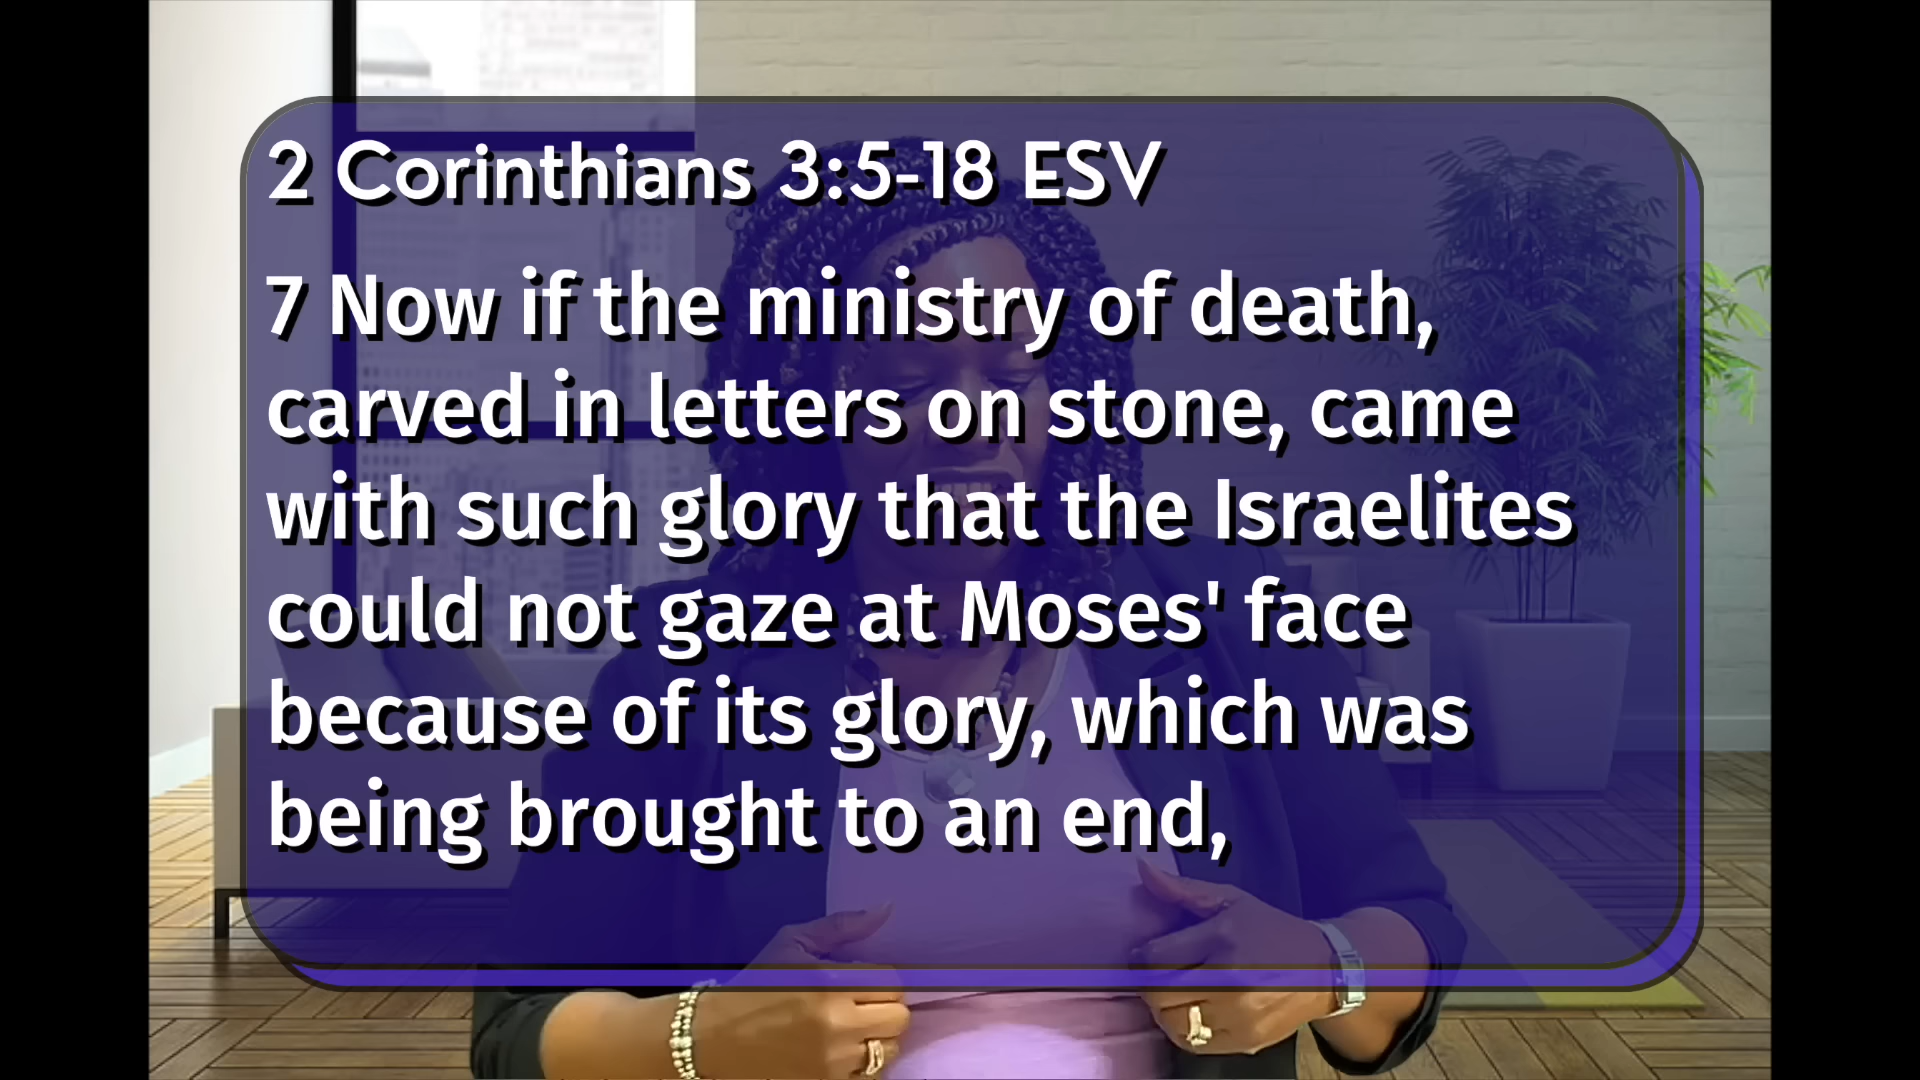 2 Corinthians 3:5-18 ESV
7 Now if the ministry of death,
carved in letters on stone, came
with such glory that the Israelites
could not gaze at Moses' face
because of its glory, which was
being brought to an end,